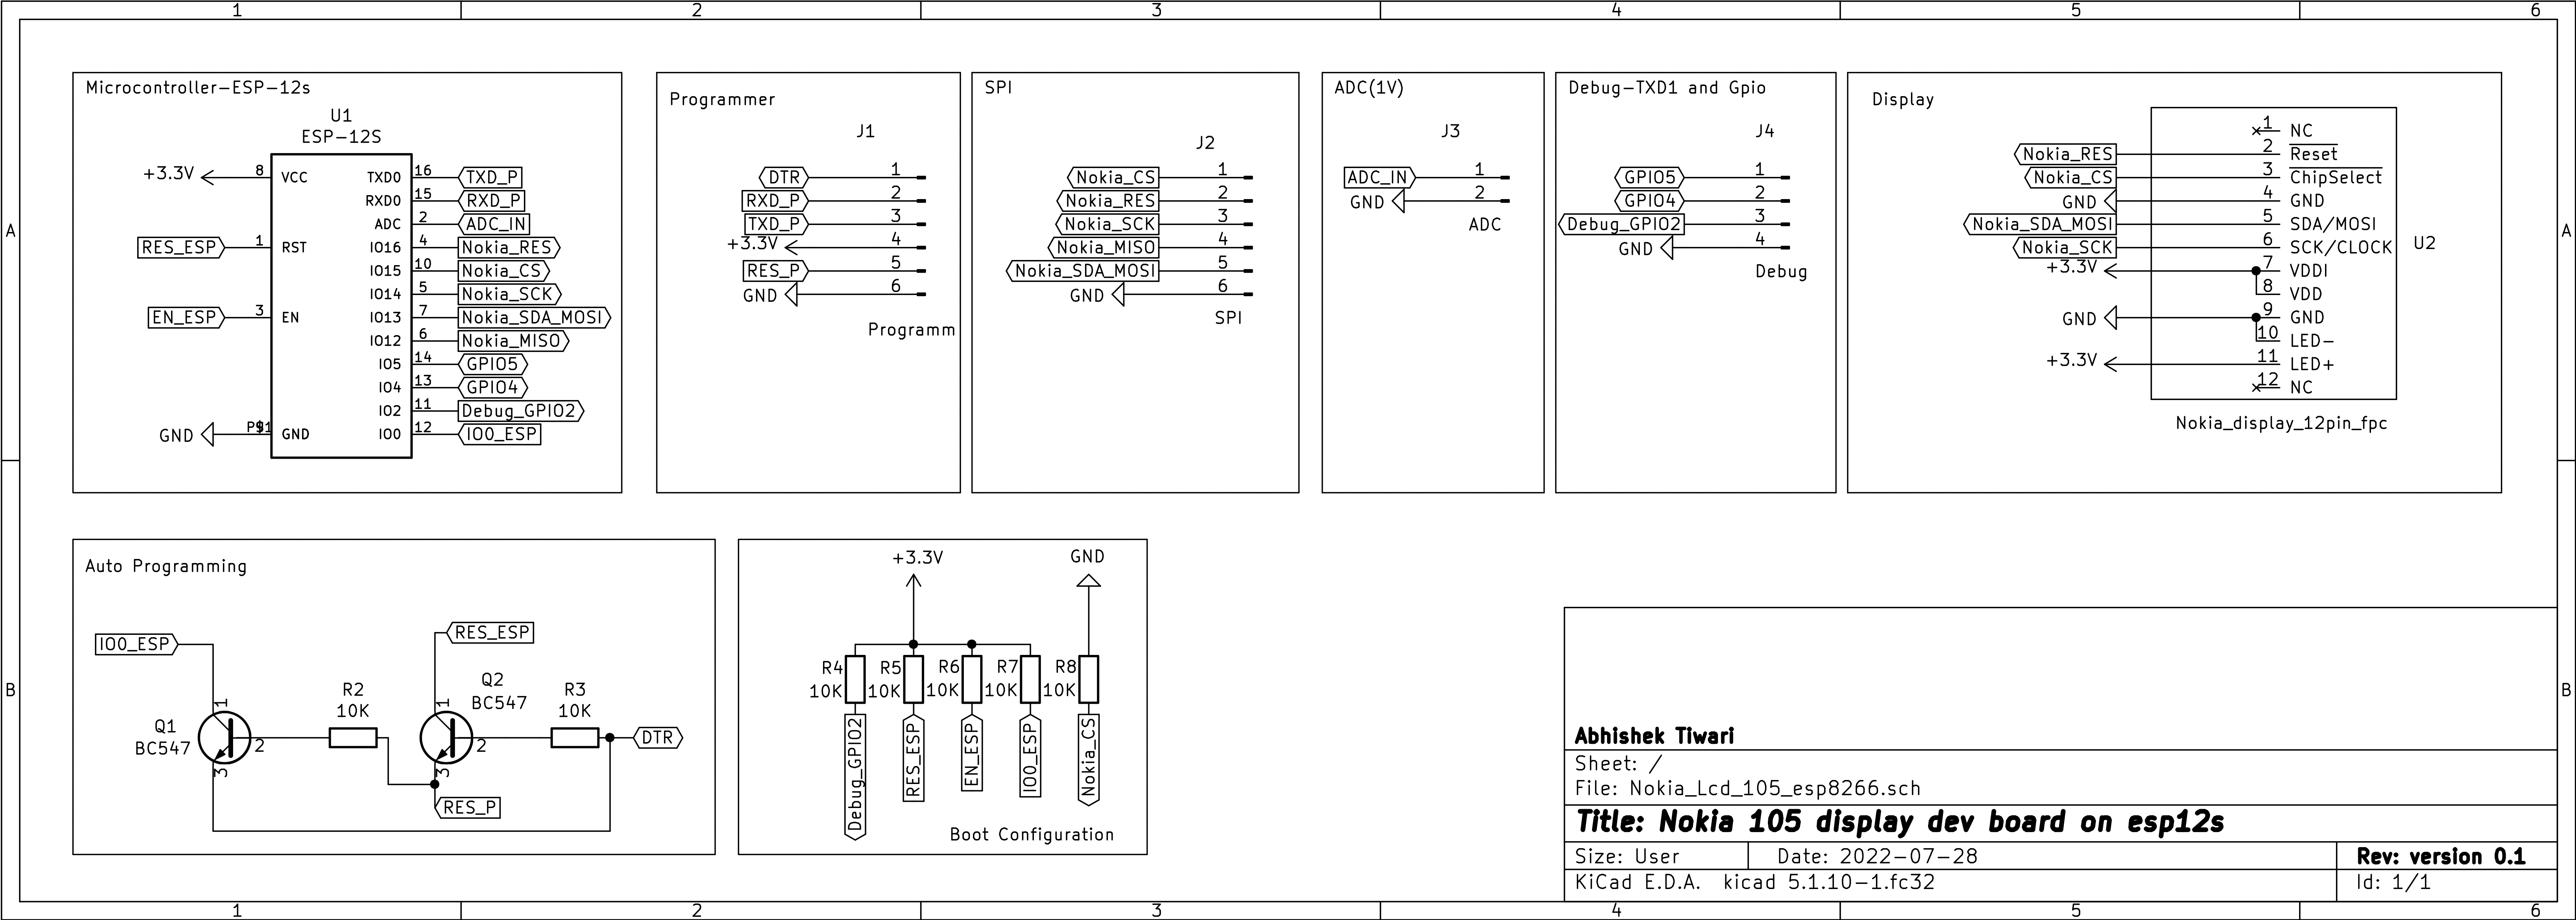 1 2 3 4 5 6
A
B
A
B
Microcontroller-ESP-12s
U1
ESP-12S
+3.3V 8 VCC TXD0 16 TXD_P
RXD0 15 RXD_P
ADC 2 ADC_IN
RES_ESP 1 RST IO16 4 Nokia_RES
IO15 10 Nokia_CS
IO14 5 Nokia_SCK
EN_ESP 3 EN IO13 7 Nokia_SDA_MOSI
IO12 6 Nokia_MISO
IO5 14 GPIO5
IO4 13 GPIO4
IO2 11 Debug_GPIO2
GND GND IO0 12 IO0_ESP
Programmer
J1
DTR 1
RXD_P 2
TXD_P 3
+3.3V 4
RES_P 5
GND 6
Programm
SPI
J2
Nokia_CS 1
Nokia_RES 2
Nokia_SCK 3
Nokia_MISO 4
Nokia_SDA_MOSI 5
GND 6
SPI
ADC(1V)
J3
ADC_IN 1
GND 2
ADC
Debug-TXD1 and Gpio
J4
GPIO5 1
GPIO4 2
Debug_GPIO2 3
GND 4
Debug
Display
1 NC
Nokia_RES 2 Reset
Nokia_CS 3 ChipSelect
GND 4 GND
Nokia_SDA_MOSI 5 SDA/MOSI
Nokia_SCK 6 SCK/CLOCK
U2
+3.3V 7 VDDI
8 VDD
GND 9 GND
10 LED-
+3.3V 11 LED+
12 NC
Nokia_display_12pin_fpc
Auto Programming
IO0_ESP
RES_ESP
Q1
BC547
1
2
3
R2
10K
Q2
BC547
1
2
3
R3
10K
DTR
RES_P
+3.3V GND
R4 R5 R6 R7 R8
10K 10K 10K 10K 10K
Debug_GPIO2
RES_ESP
EN_ESP
IO0_ESP
Nokia_CS
Boot Configuration
Abhishek Tiwari
Sheet: /
File: Nokia_Lcd_105_esp8266.sch
Title: Nokia 105 display dev board on esp12s
Size: User Date: 2022-07-28 Rev: version 0.1
KiCad E.D.A. kicad 5.1.10-1.fc32 Id: 1/1
1 2 3 4 5 6